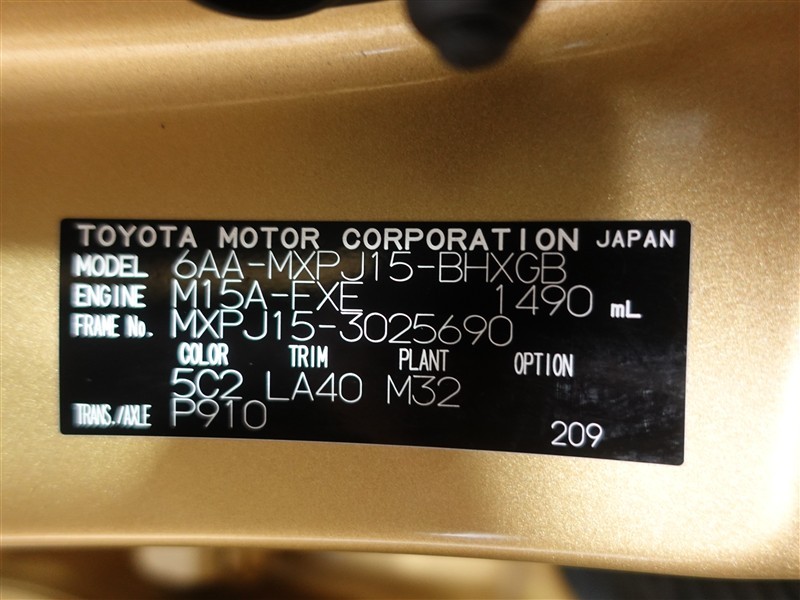 TOYOTA MOTOR CORPORATION JAPAN
MODEL 6AA-MXPJ15-BHXGB
ENGINE M15A-FXE 1490 mL
FRAME No. MXPJ15-3025690
COLOR TRIM PLANT OPTION
5C2 LA40 M32
TRANS./AXLE P910
209